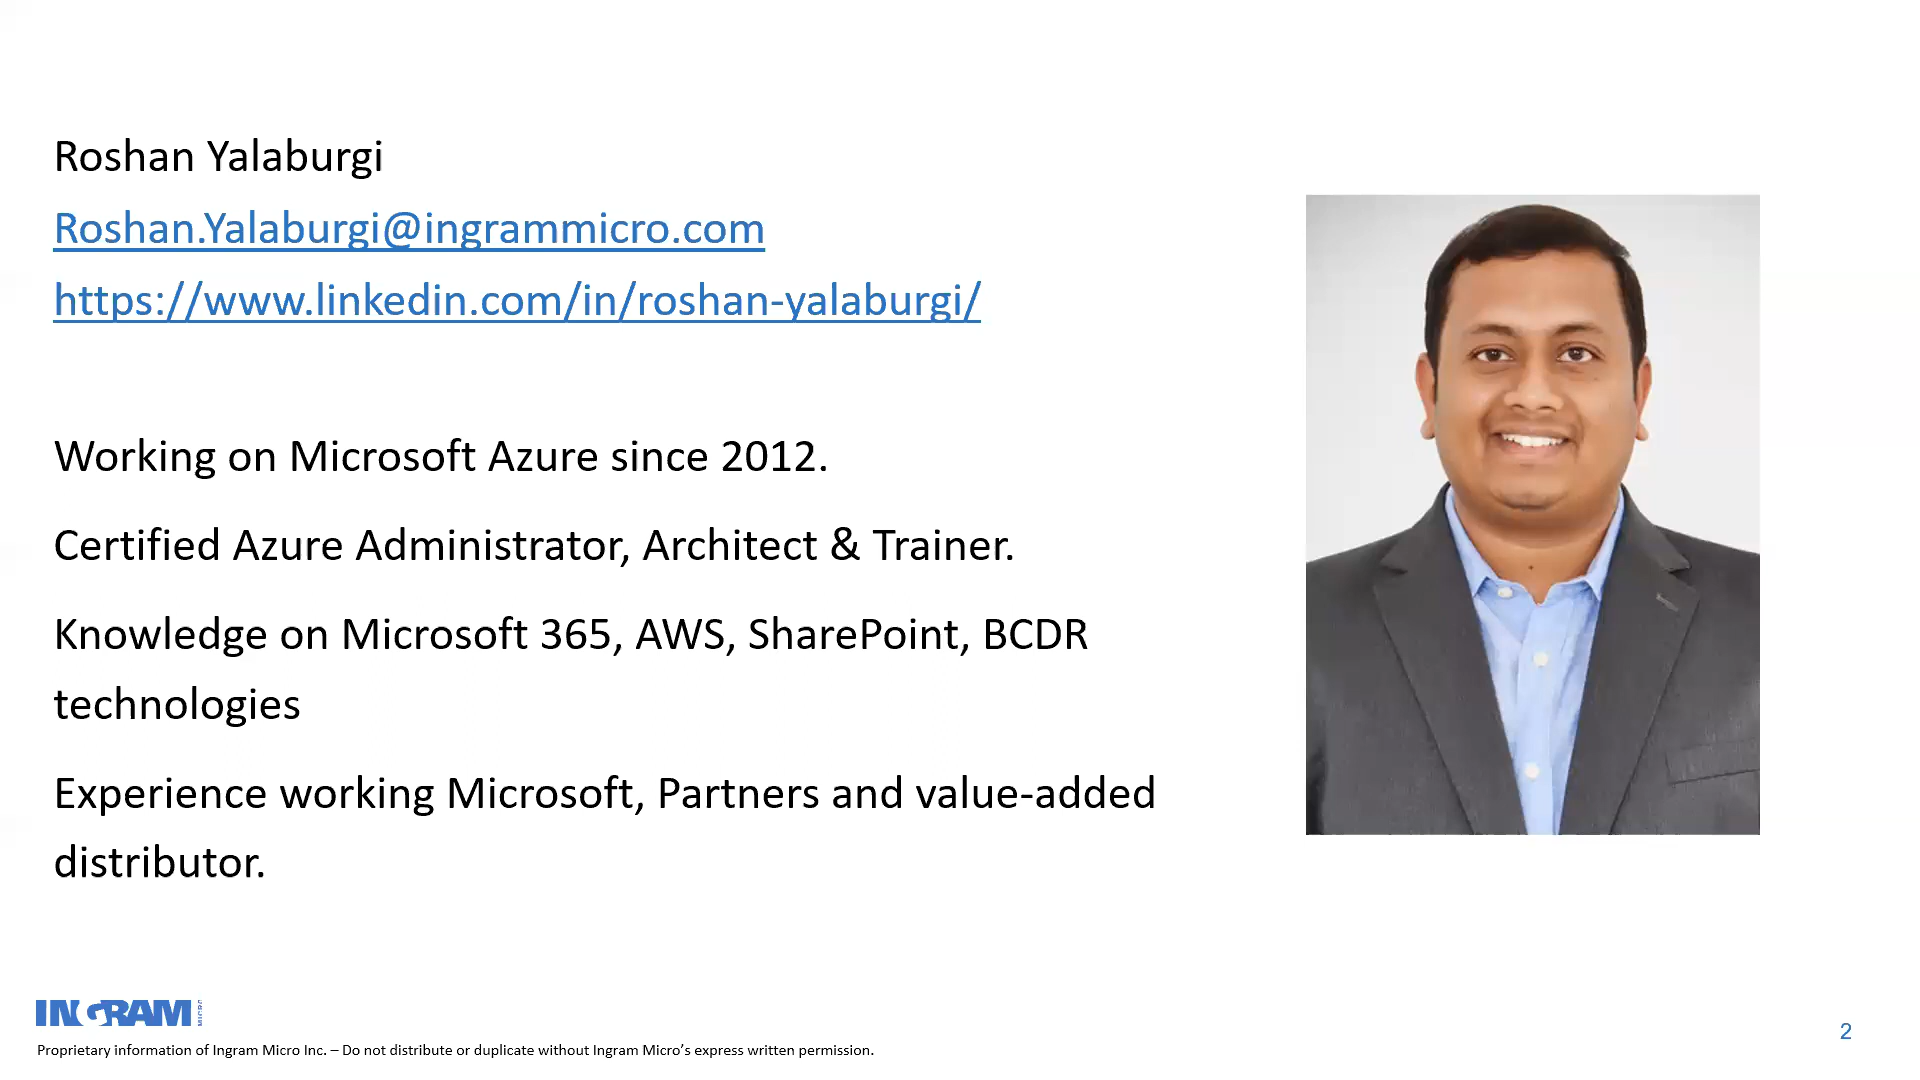 Roshan Yalaburgi
Roshan.Yalaburgi@ingrammicro.com
https://www.linkedin.com/in/roshan-yalaburgi/
Working on Microsoft Azure since 2012.
Certified Azure Administrator, Architect & Trainer.
Knowledge on Microsoft 365, AWS, SharePoint, BCDR
technologies
Experience working Microsoft, Partners and value-added
distributor.
INGRAM MICRO
Proprietary information of Ingram Micro Inc. – Do not distribute or duplicate without Ingram Micro’s express written permission.
2